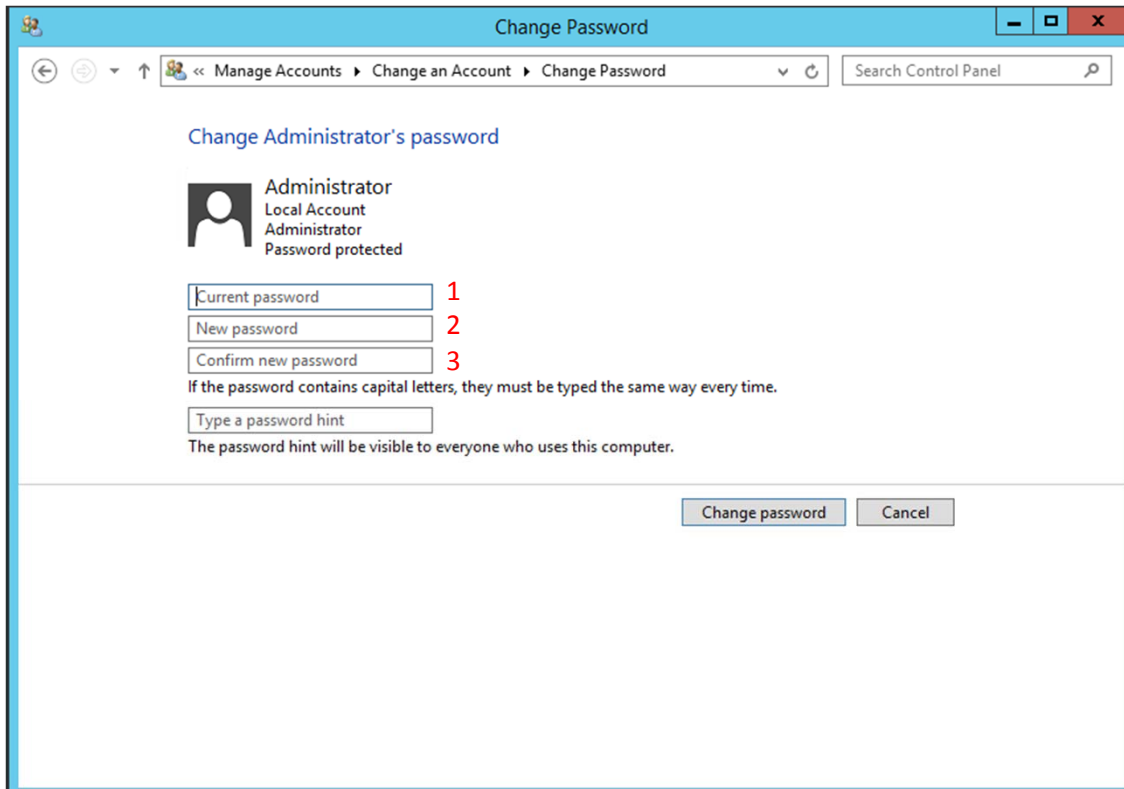 Change Password
« Manage Accounts Change an Account Change Password
Search Control Panel
Change Administrator's password
Administrator
Local Account
Administrator
Password protected
Current password 1
New password 2
Confirm new password 3
If the password contains capital letters, they must be typed the same way every time.
Type a password hint
The password hint will be visible to everyone who uses this computer.
Change password Cancel